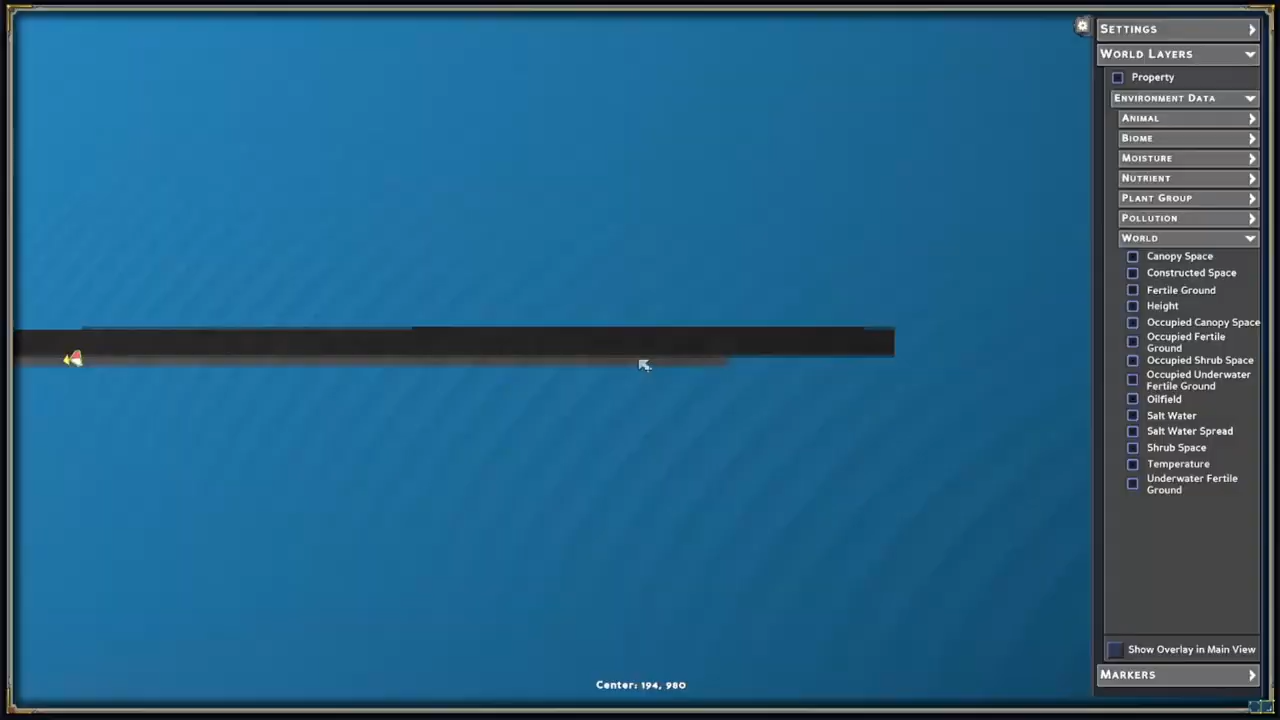 SETTINGS
WORLD LAYERS
Property
ENVIRONMENT DATA
ANIMAL
BIOME
MOISTURE
NUTRIENT
PLANT GROUP
POLLUTION
WORLD
Canopy Space
Constructed Space
Fertile Ground
Height
Occupied Canopy Space
Occupied Fertile
Ground
Occupied Shrub Space
Occupied Underwater
Fertile Ground
Oilfield
Salt Water
Salt Water Spread
Shrub Space
Temperature
Underwater Fertile
Ground
Show Overlay in Main View
MARKERS
Center: 194, 980